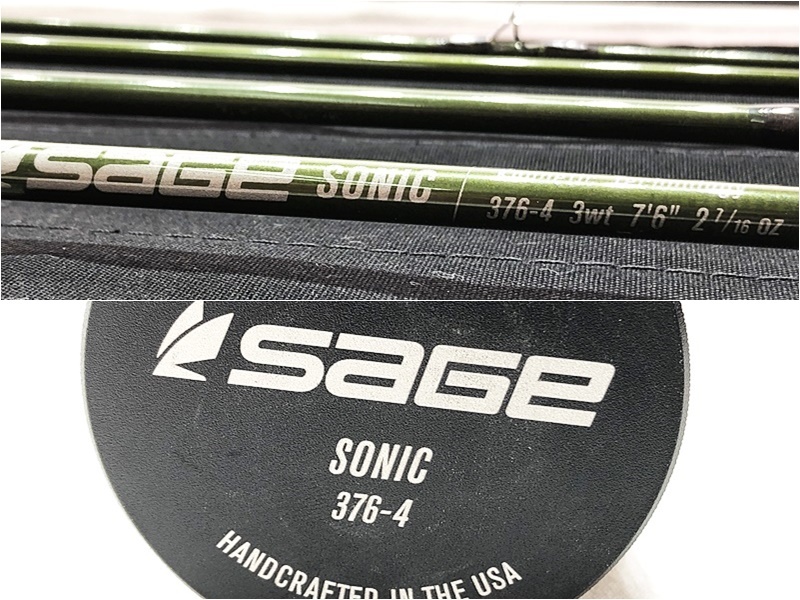 SAGE SONIC
376-4 3wt 7'6" 2 7/16 OZ
SAGE
SONIC
376-4
HANDCRAFTED IN THE USA